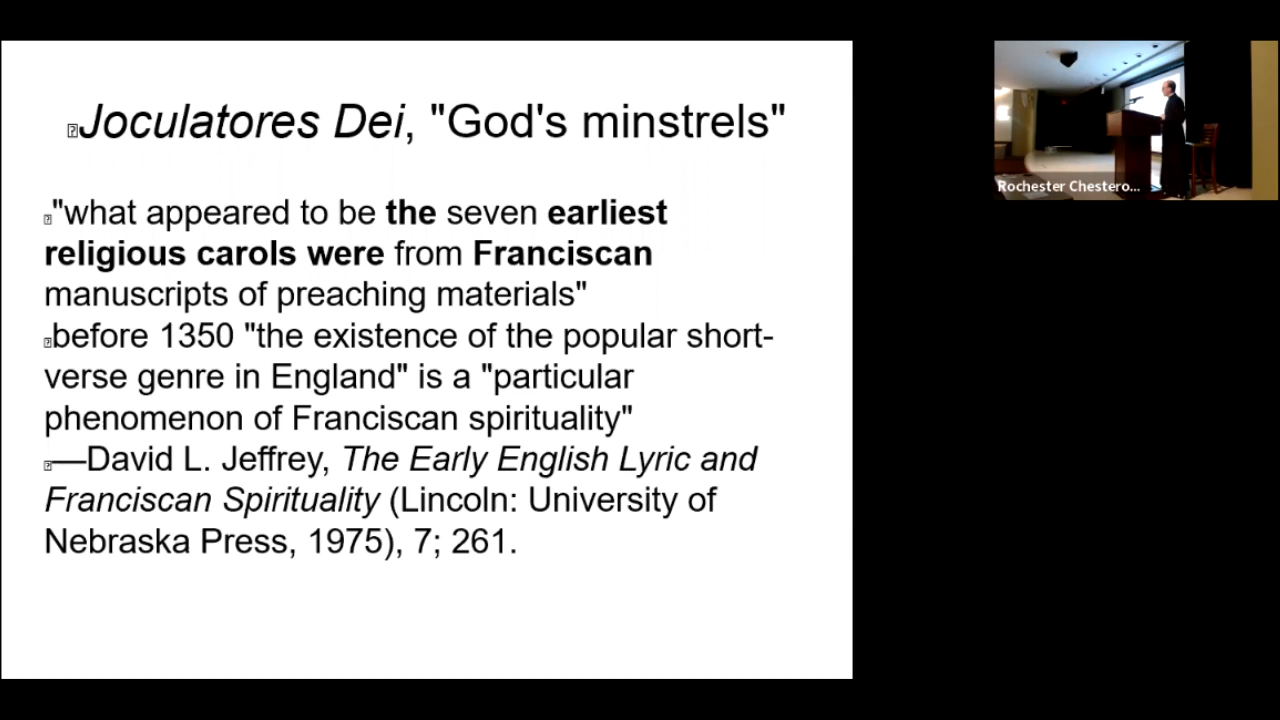 Joculatores Dei, "God's minstrels"
"what appeared to be the seven earliest
religious carols were from Franciscan
manuscripts of preaching materials"
before 1350 "the existence of the popular short-
verse genre in England" is a "particular
phenomenon of Franciscan spirituality"
—David L. Jeffrey, The Early English Lyric and
Franciscan Spirituality (Lincoln: University of
Nebraska Press, 1975), 7; 261.
Rochester Chestero...